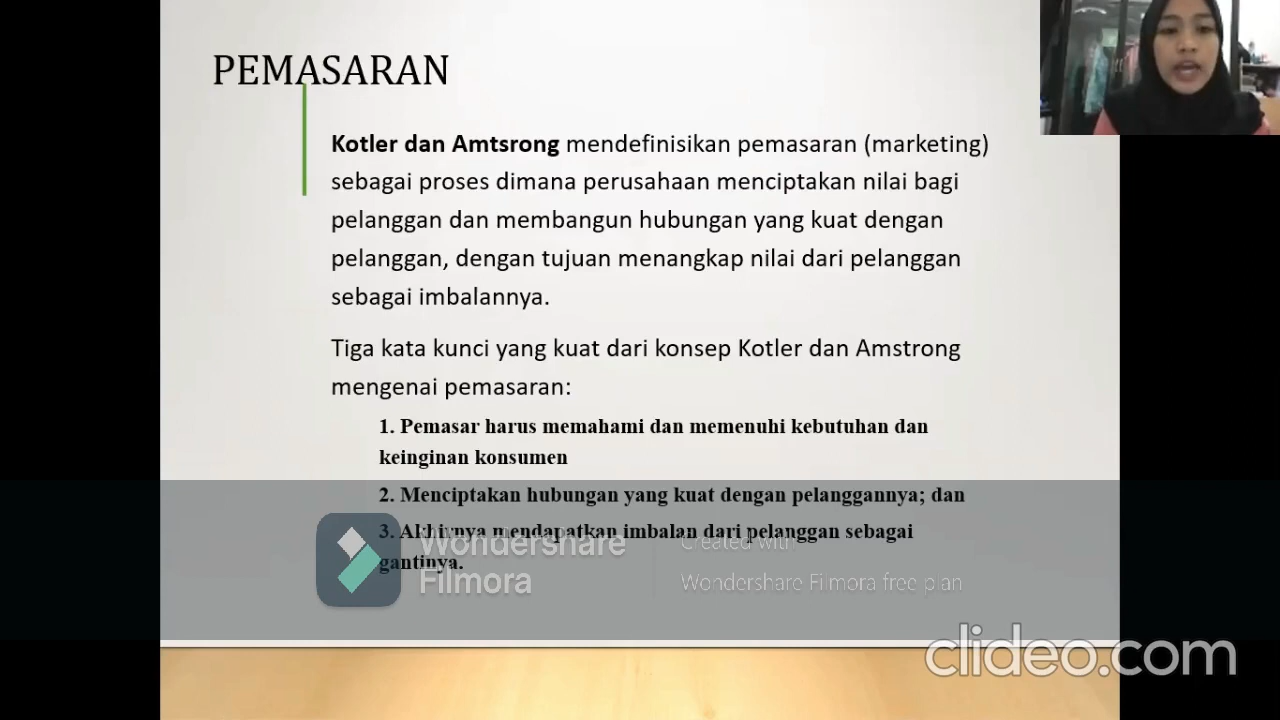 PEMASARAN
Kotler dan Amtsrong mendefinisikan pemasaran (marketing)
sebagai proses dimana perusahaan menciptakan nilai bagi
pelanggan dan membangun hubungan yang kuat dengan
pelanggan, dengan tujuan menangkap nilai dari pelanggan
sebagai imbalannya.
Tiga kata kunci yang kuat dari konsep Kotler dan Amstrong
mengenai pemasaran:
1. Pemasar harus memahami dan memenuhi kebutuhan dan
keinginan konsumen
2. Menciptakan hubungan yang kuat dengan pelanggannya; dan
3. Akhirnya mendapatkan imbalan dari pelanggan sebagai
gantinya.
Wondershare
Filmora
Created with
Wondershare Filmora free plan
clideo.com